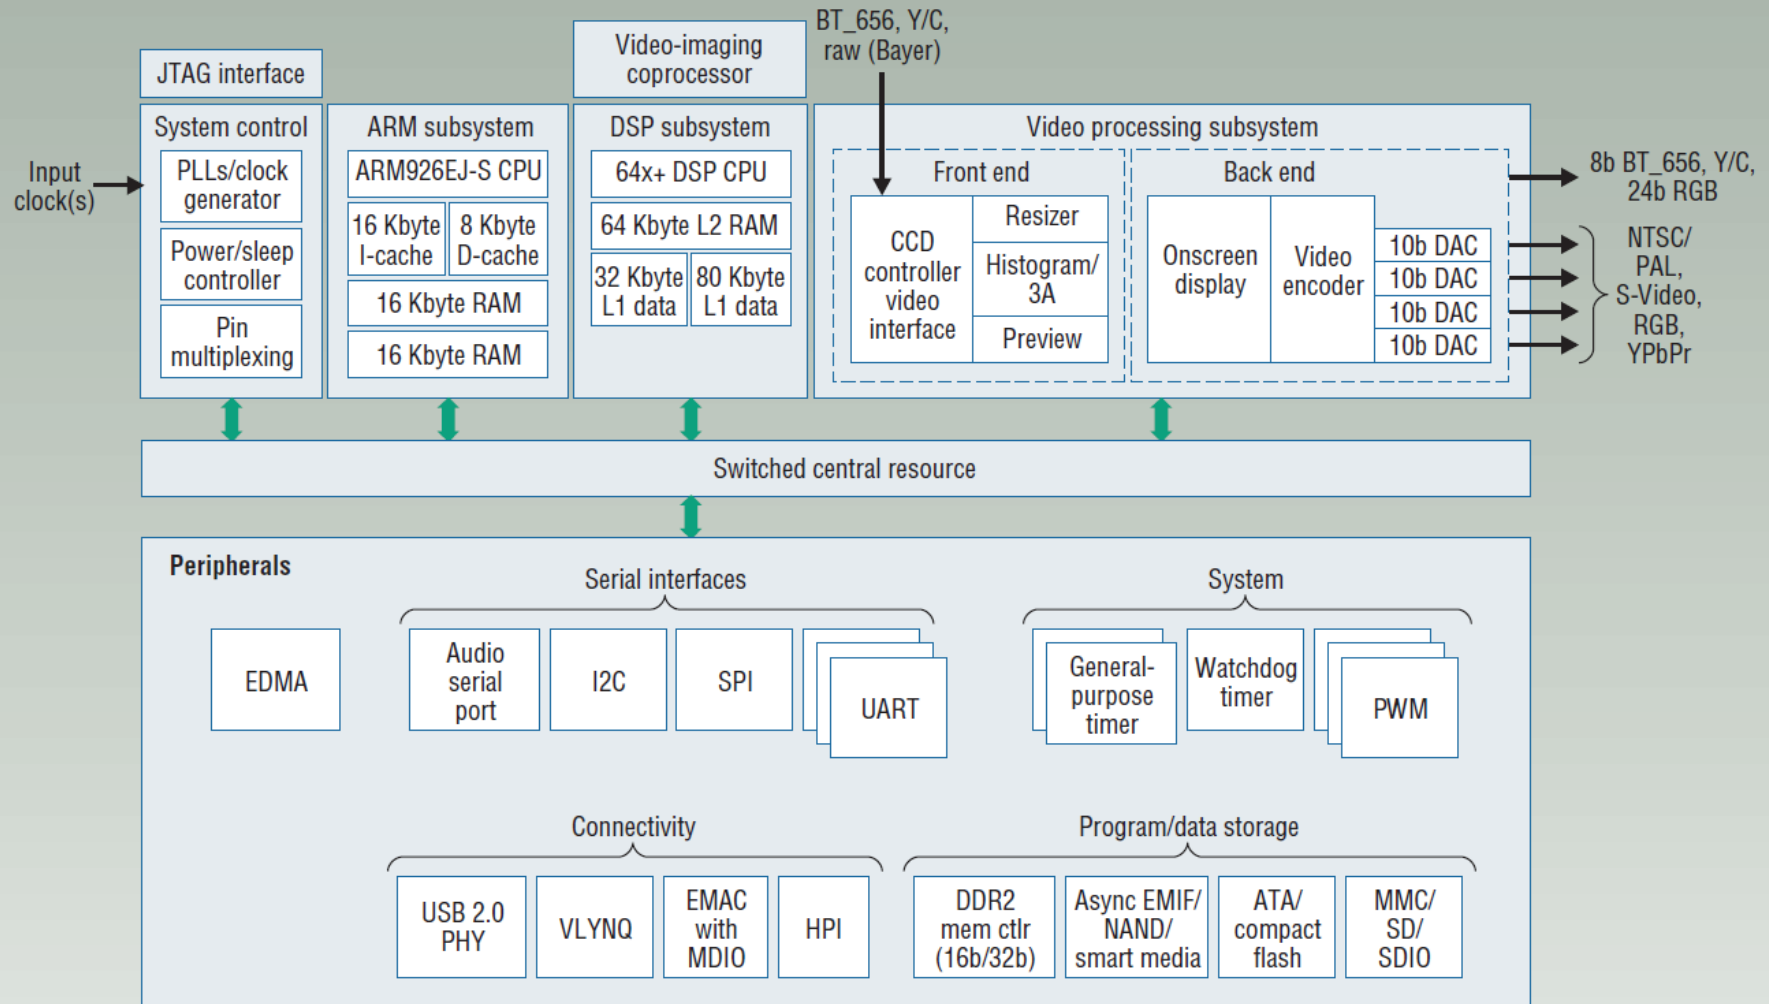 BT_656, Y/C,
raw (Bayer)
JTAG interface
Video-imaging
coprocessor
System control
ARM subsystem
DSP subsystem
Video processing subsystem
Input
clock(s)
PLLs/clock
generator
Power/sleep
controller
Pin
multiplexing
ARM926EJ-S CPU
16 Kbyte
I-cache
8 Kbyte
D-cache
16 Kbyte RAM
16 Kbyte RAM
64x+ DSP CPU
64 Kbyte L2 RAM
32 Kbyte
L1 data
80 Kbyte
L1 data
Front end
CCD
controller
video
interface
Resizer
Histogram/
3A
Preview
Back end
Onscreen
display
Video
encoder
10b DAC
10b DAC
10b DAC
10b DAC
8b BT_656, Y/C,
24b RGB
NTSC/
PAL,
S-Video,
RGB,
YPbPr
Switched central resource
Peripherals
Serial interfaces
System
EDMA
Audio
serial
port
I2C
SPI
UART
General-
purpose
timer
Watchdog
timer
PWM
Connectivity
Program/data storage
USB 2.0
PHY
VLYNQ
EMAC
with
MDIO
HPI
DDR2
mem ctlr
(16b/32b)
Async EMIF/
NAND/
smart media
ATA/
compact
flash
MMC/
SD/
SDIO